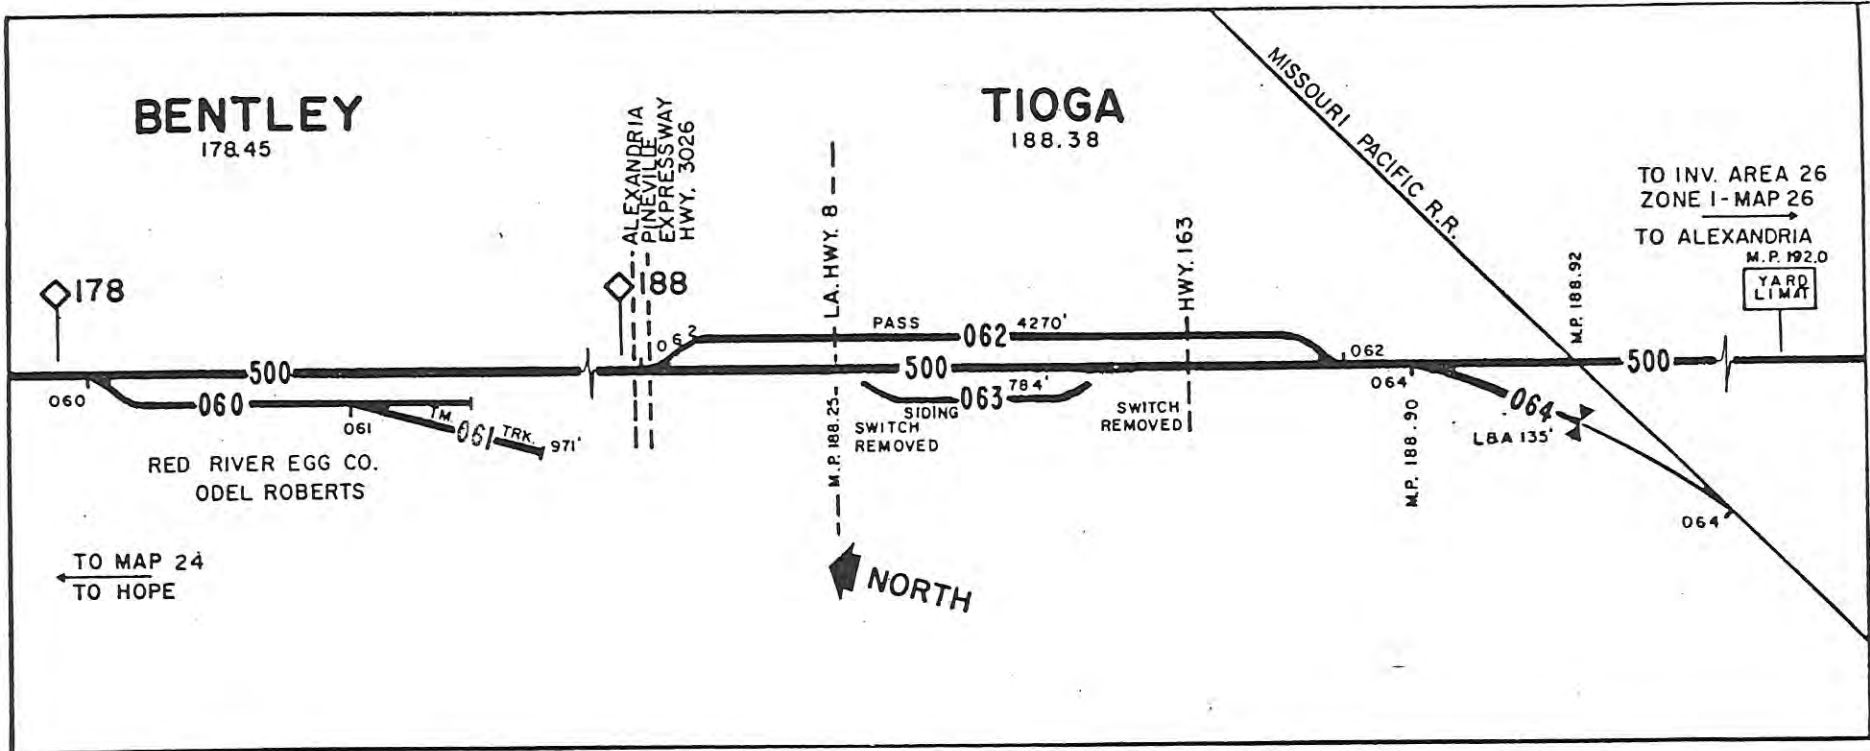 BENTLEY
178.45
ALEXANDRIA
PINEVILLE
EXPRESSWAY
HWY. 3026
LA. HWY. 8
TIOGA
188.38
HWY. 163
MISSOURI PACIFIC R.R.
TO INV. AREA 26
ZONE 1-MAP 26
TO ALEXANDRIA
M.P. 192.0
YARD
LIMIT
M.P. 188.92
178
188
062
PASS 062 4270'
062
500
500
500
060
060
061
TM. 061 TRK. 971'
SIDING 063 784'
SWITCH
REMOVED
SWITCH
REMOVED
M.P. 188.25
064
M.P. 188.90
064
LBA 135'
064
RED RIVER EGG CO.
ODEL ROBERTS
TO MAP 24
TO HOPE
NORTH